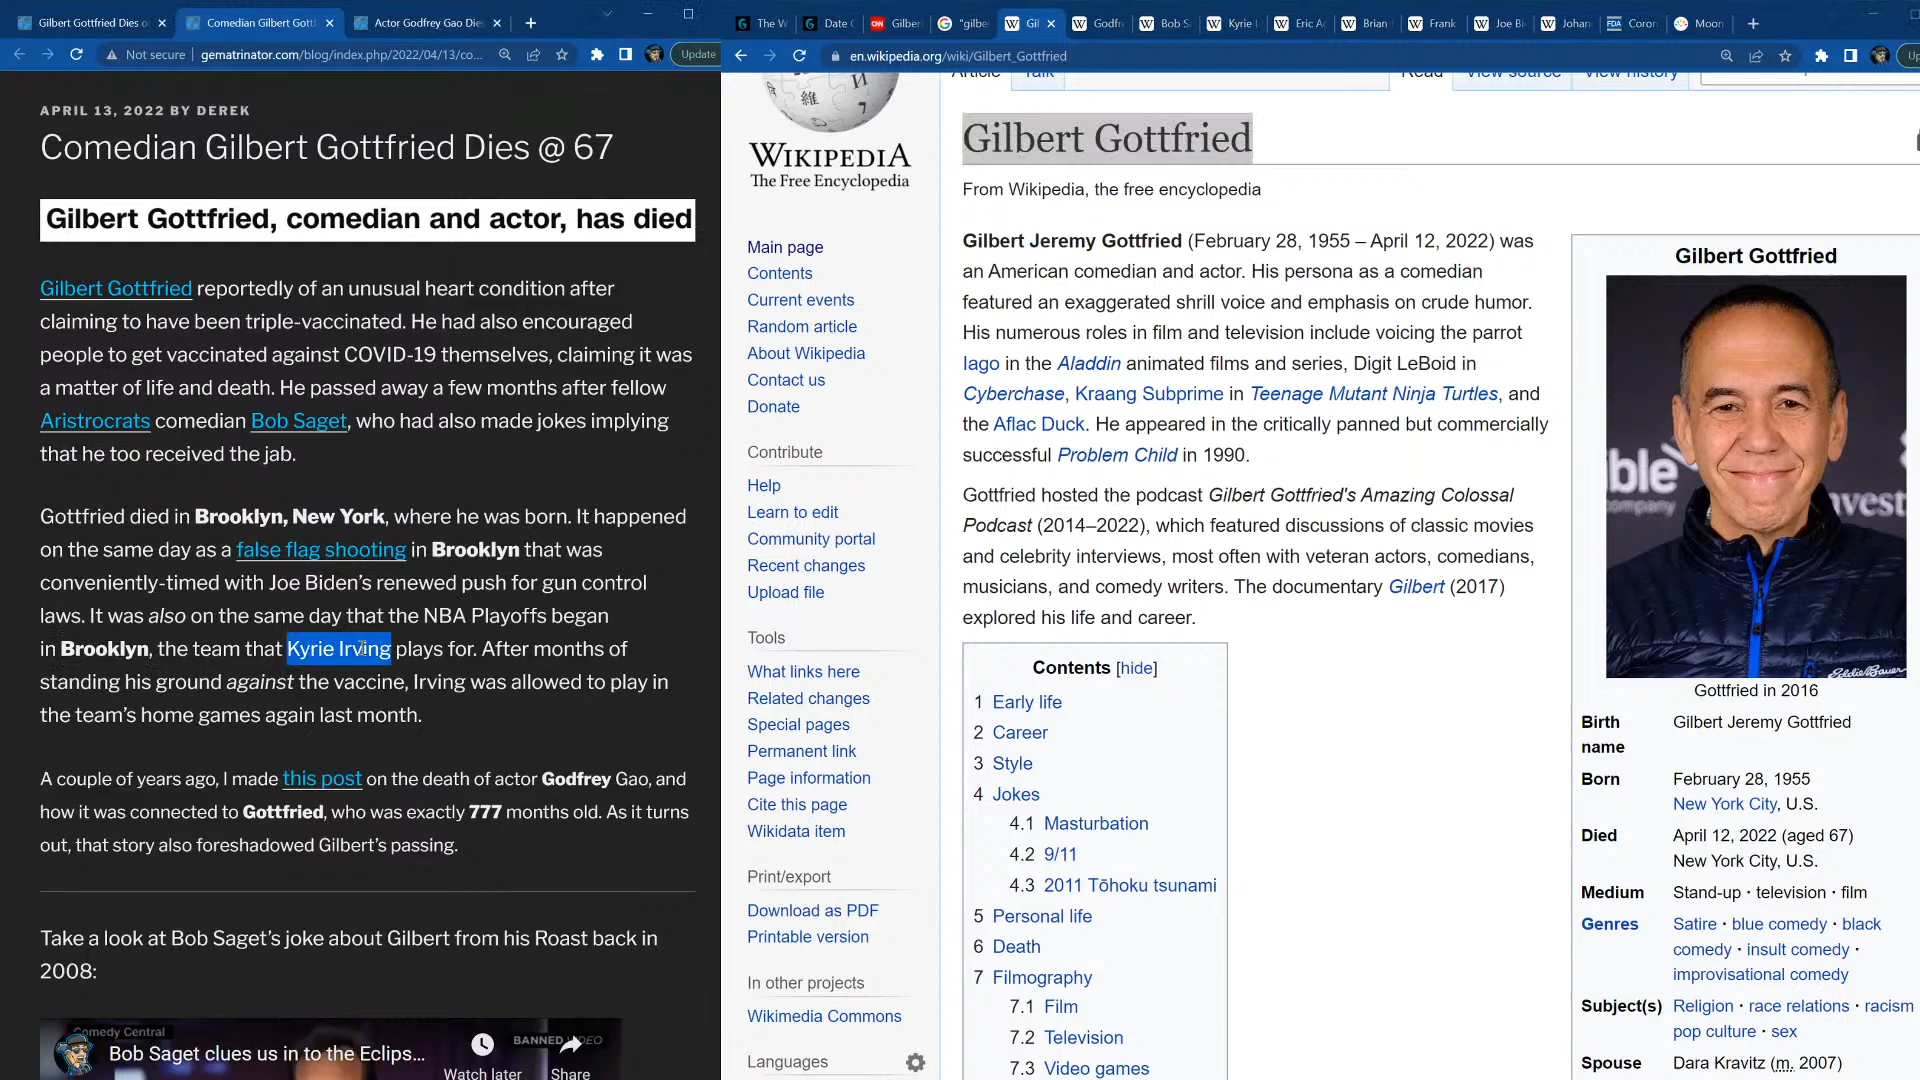 Gilbert Gottfried Dies o
Comedian Gilbert Gottf
Actor Godfrey Gao Die
The W
Date C
Gilber
"gilbe
Gil
Godfr
Bob S
Kyrie
Eric A
Brian
Frank
Joe B
Johan
Coron
Moon
Not secure
gematrinator.com/blog/index.php/2022/04/13/co...
Update
en.wikipedia.org/wiki/Gilbert_Gottfried
APRIL 13, 2022 BY DEREK
Comedian Gilbert Gottfried Dies @ 67
Gilbert Gottfried, comedian and actor, has died
Gilbert Gottfried reportedly of an unusual heart condition after
claiming to have been triple-vaccinated. He had also encouraged
people to get vaccinated against COVID-19 themselves, claiming it was
a matter of life and death. He passed away a few months after fellow
Aristrocrats comedian Bob Saget, who had also made jokes implying
that he too received the jab.
Gottfried died in Brooklyn, New York, where he was born. It happened
on the same day as a false flag shooting in Brooklyn that was
conveniently-timed with Joe Biden's renewed push for gun control
laws. It was also on the same day that the NBA Playoffs began
in Brooklyn, the team that Kyrie Irving plays for. After months of
standing his ground against the vaccine, Irving was allowed to play in
the team's home games again last month.
A couple of years ago, I made this post on the death of actor Godfrey Gao, and
how it was connected to Gottfried, who was exactly 777 months old. As it turns
out, that story also foreshadowed Gilbert's passing.
Take a look at Bob Saget's joke about Gilbert from his Roast back in
2008:
Comedy Central
Bob Saget clues us in to the Eclips...
Watch later
Share
WIKIPEDIA
The Free Encyclopedia
Main page
Contents
Current events
Random article
About Wikipedia
Contact us
Donate
Contribute
Help
Learn to edit
Community portal
Recent changes
Upload file
Tools
What links here
Related changes
Special pages
Permanent link
Page information
Cite this page
Wikidata item
Print/export
Download as PDF
Printable version
In other projects
Wikimedia Commons
Languages
Article
Talk
Read
View source
View history
Gilbert Gottfried
From Wikipedia, the free encyclopedia
Gilbert Jeremy Gottfried (February 28, 1955 – April 12, 2022) was
an American comedian and actor. His persona as a comedian
featured an exaggerated shrill voice and emphasis on crude humor.
His numerous roles in film and television include voicing the parrot
Iago in the Aladdin animated films and series, Digit LeBoid in
Cyberchase, Kraang Subprime in Teenage Mutant Ninja Turtles, and
the Aflac Duck. He appeared in the critically panned but commercially
successful Problem Child in 1990.
Gottfried hosted the podcast Gilbert Gottfried's Amazing Colossal
Podcast (2014–2022), which featured discussions of classic movies
and celebrity interviews, most often with veteran actors, comedians,
musicians, and comedy writers. The documentary Gilbert (2017)
explored his life and career.
Contents [hide]
1 Early life
2 Career
3 Style
4 Jokes
4.1 Masturbation
4.2 9/11
4.3 2011 Tōhoku tsunami
5 Personal life
6 Death
7 Filmography
7.1 Film
7.2 Television
7.3 Video games
Gilbert Gottfried
ible
company
invest
Eddie Bauer
Gottfried in 2016
Birth name Gilbert Jeremy Gottfried
Born February 28, 1955
New York City, U.S.
Died April 12, 2022 (aged 67)
New York City, U.S.
Medium Stand-up · television · film
Genres Satire · blue comedy · black
comedy · insult comedy ·
improvisational comedy
Subject(s) Religion · race relations · racism
pop culture · sex
Spouse Dara Kravitz (m. 2007)